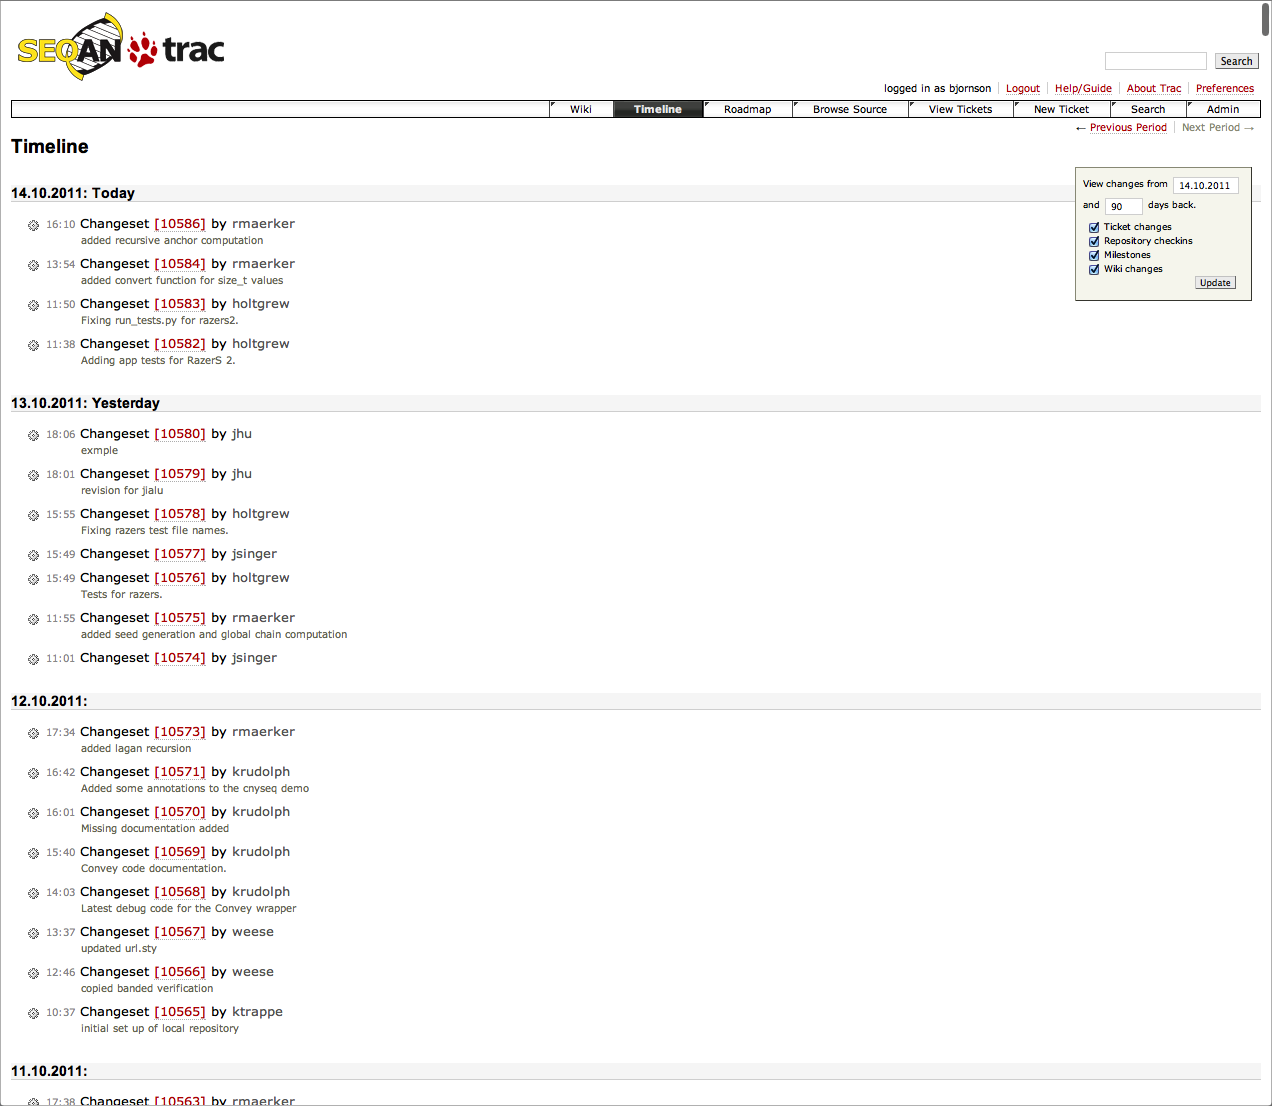 SEQAN trac
Search
logged in as bjornson Logout Help/Guide About Trac Preferences
Wiki Timeline Roadmap Browse Source View Tickets New Ticket Search Admin
← Previous Period Next Period →
Timeline
View changes from 14.10.2011
and 90 days back.
Ticket changes
Repository checkins
Milestones
Wiki changes
Update
14.10.2011: Today
16:10 Changeset [10586] by rmaerker
added recursive anchor computation
13:54 Changeset [10584] by rmaerker
added convert function for size_t values
11:50 Changeset [10583] by holtgrew
Fixing run_tests.py for razers2.
11:38 Changeset [10582] by holtgrew
Adding app tests for RazerS 2.
13.10.2011: Yesterday
18:06 Changeset [10580] by jhu
exmple
18:01 Changeset [10579] by jhu
revision for jialu
15:55 Changeset [10578] by holtgrew
Fixing razers test file names.
15:49 Changeset [10577] by jsinger
15:49 Changeset [10576] by holtgrew
Tests for razers.
11:55 Changeset [10575] by rmaerker
added seed generation and global chain computation
11:01 Changeset [10574] by jsinger
12.10.2011:
17:34 Changeset [10573] by rmaerker
added lagan recursion
16:42 Changeset [10571] by krudolph
Added some annotations to the cnyseq demo
16:01 Changeset [10570] by krudolph
Missing documentation added
15:40 Changeset [10569] by krudolph
Convey code documentation.
14:03 Changeset [10568] by krudolph
Latest debug code for the Convey wrapper
13:37 Changeset [10567] by weese
updated url.sty
12:46 Changeset [10566] by weese
copied banded verification
10:37 Changeset [10565] by ktrappe
initial set up of local repository
11.10.2011:
17:38 Changeset [10563] by rmaerker